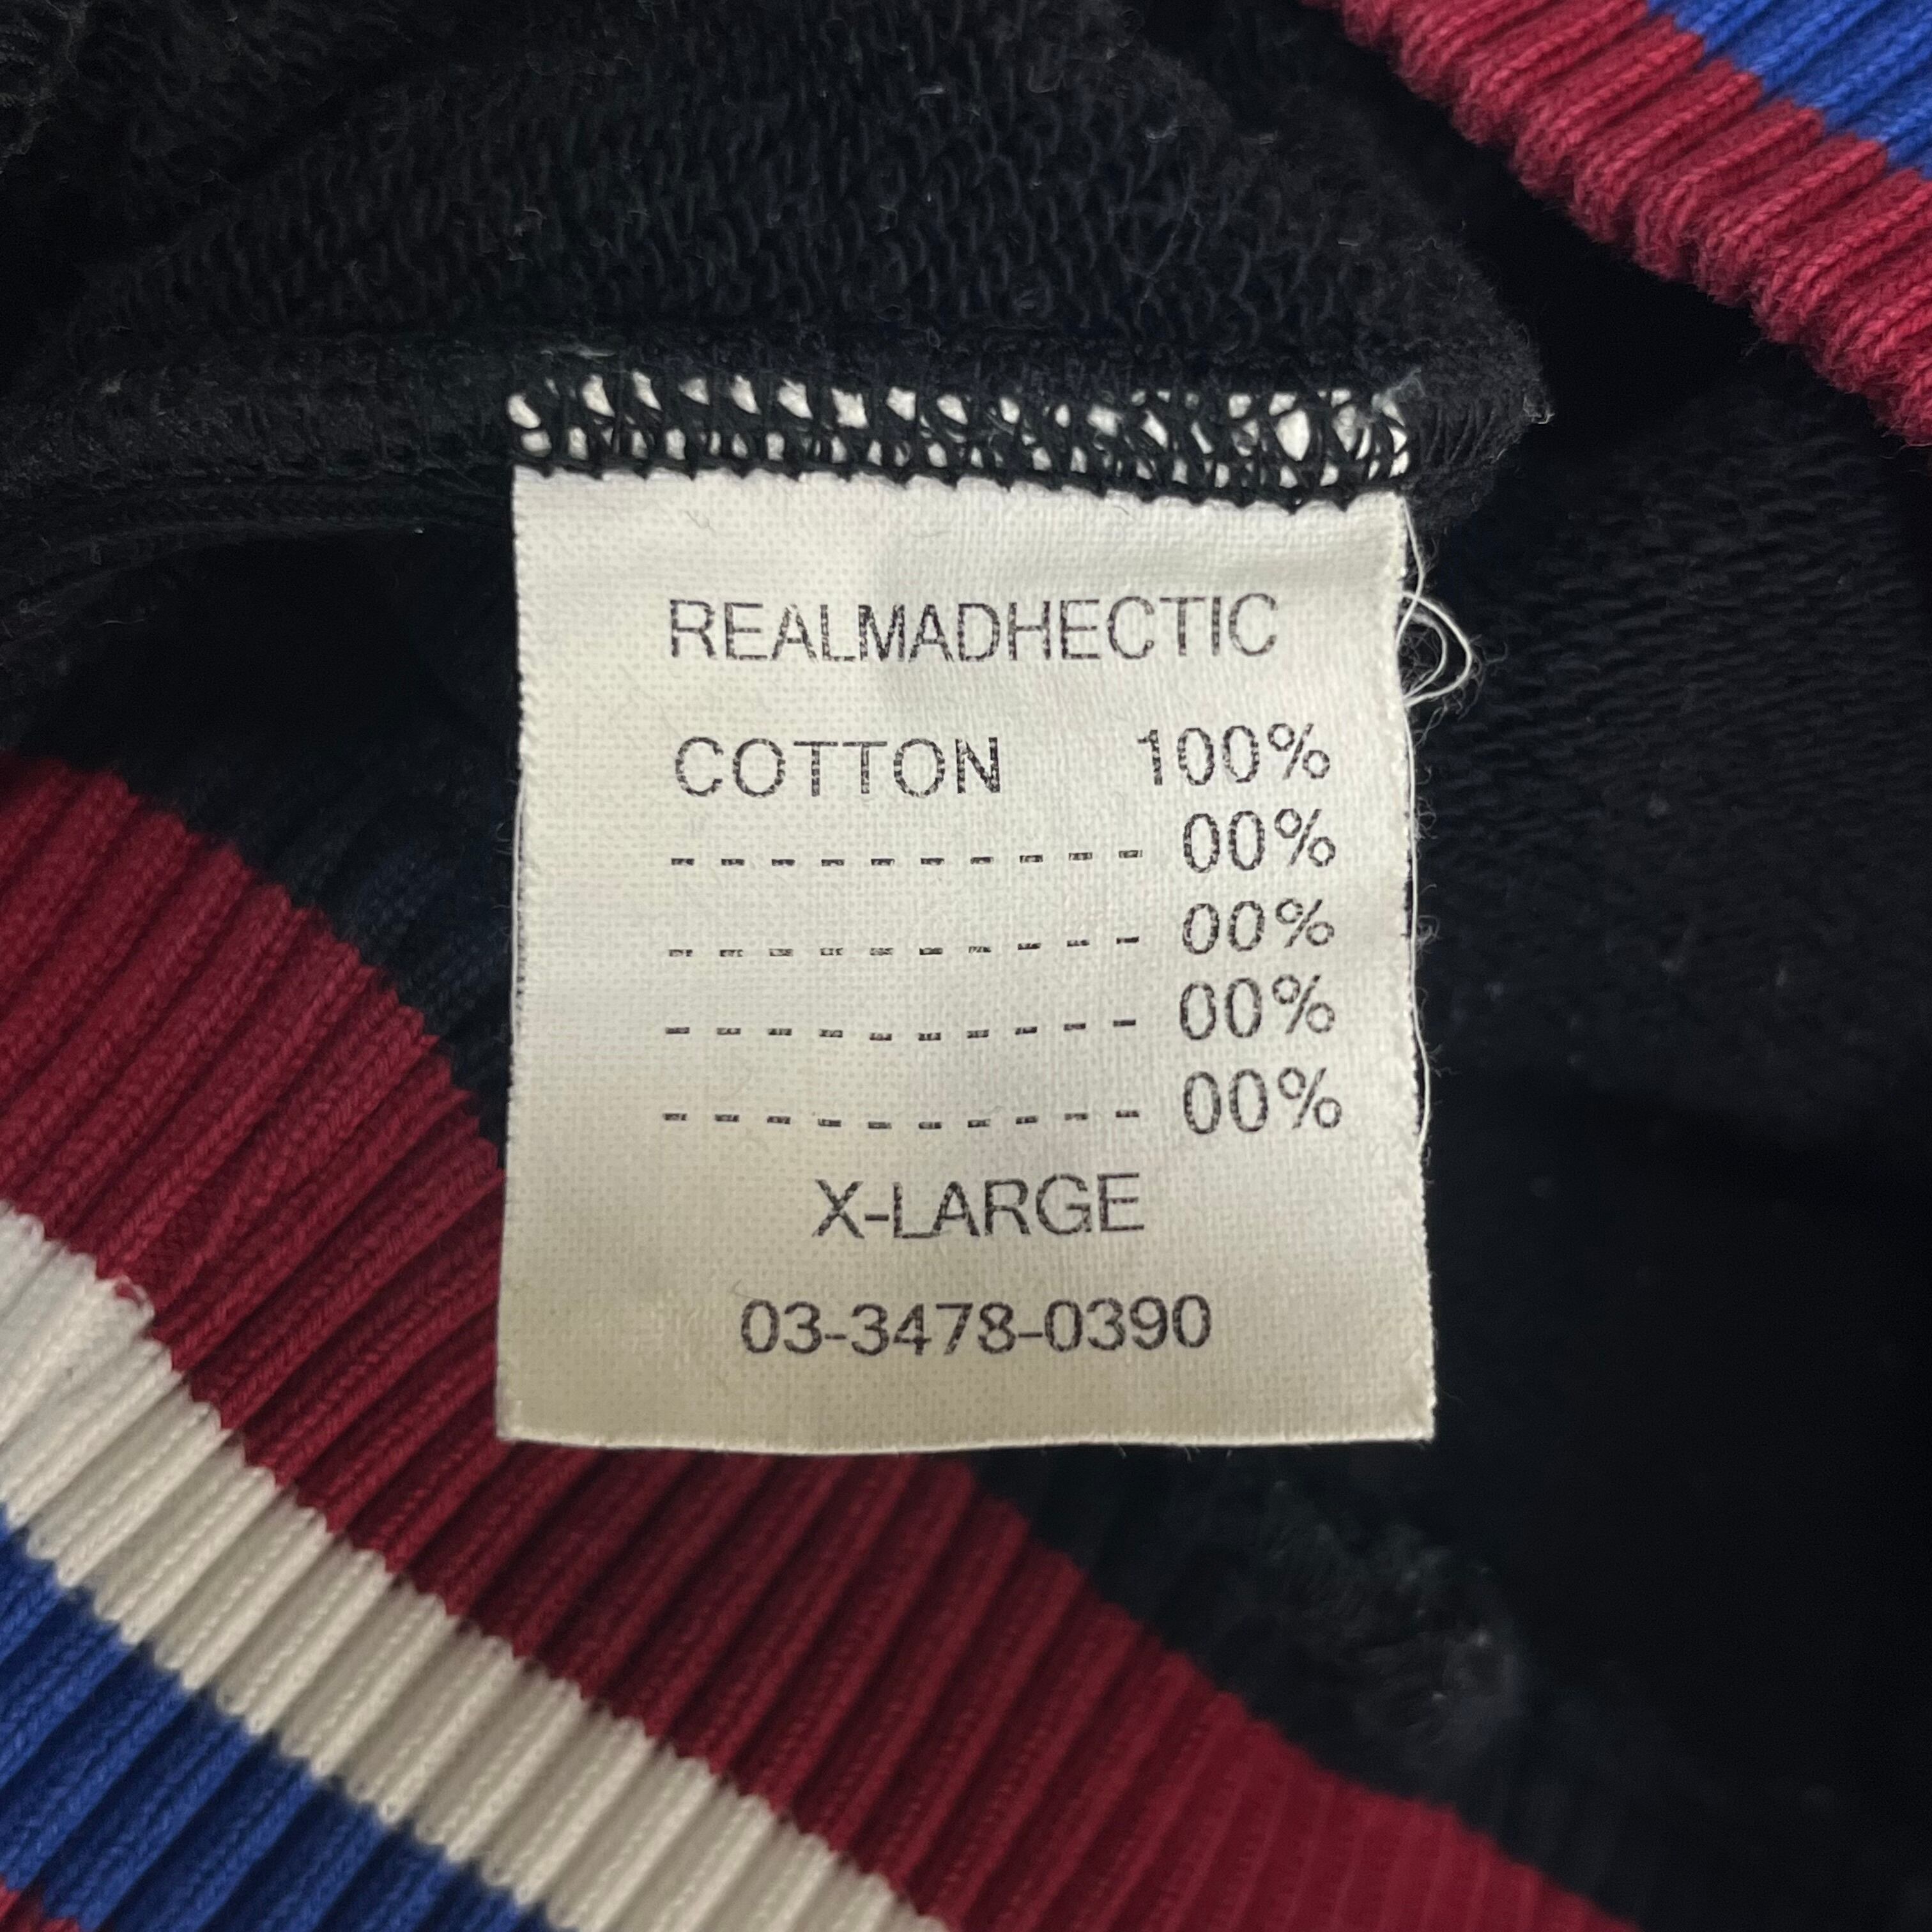 REALMADHECTIC
COTTON 100%
---------- 00%
---------- 00%
---------- 00%
---------- 00%
X-LARGE
03-3478-0390